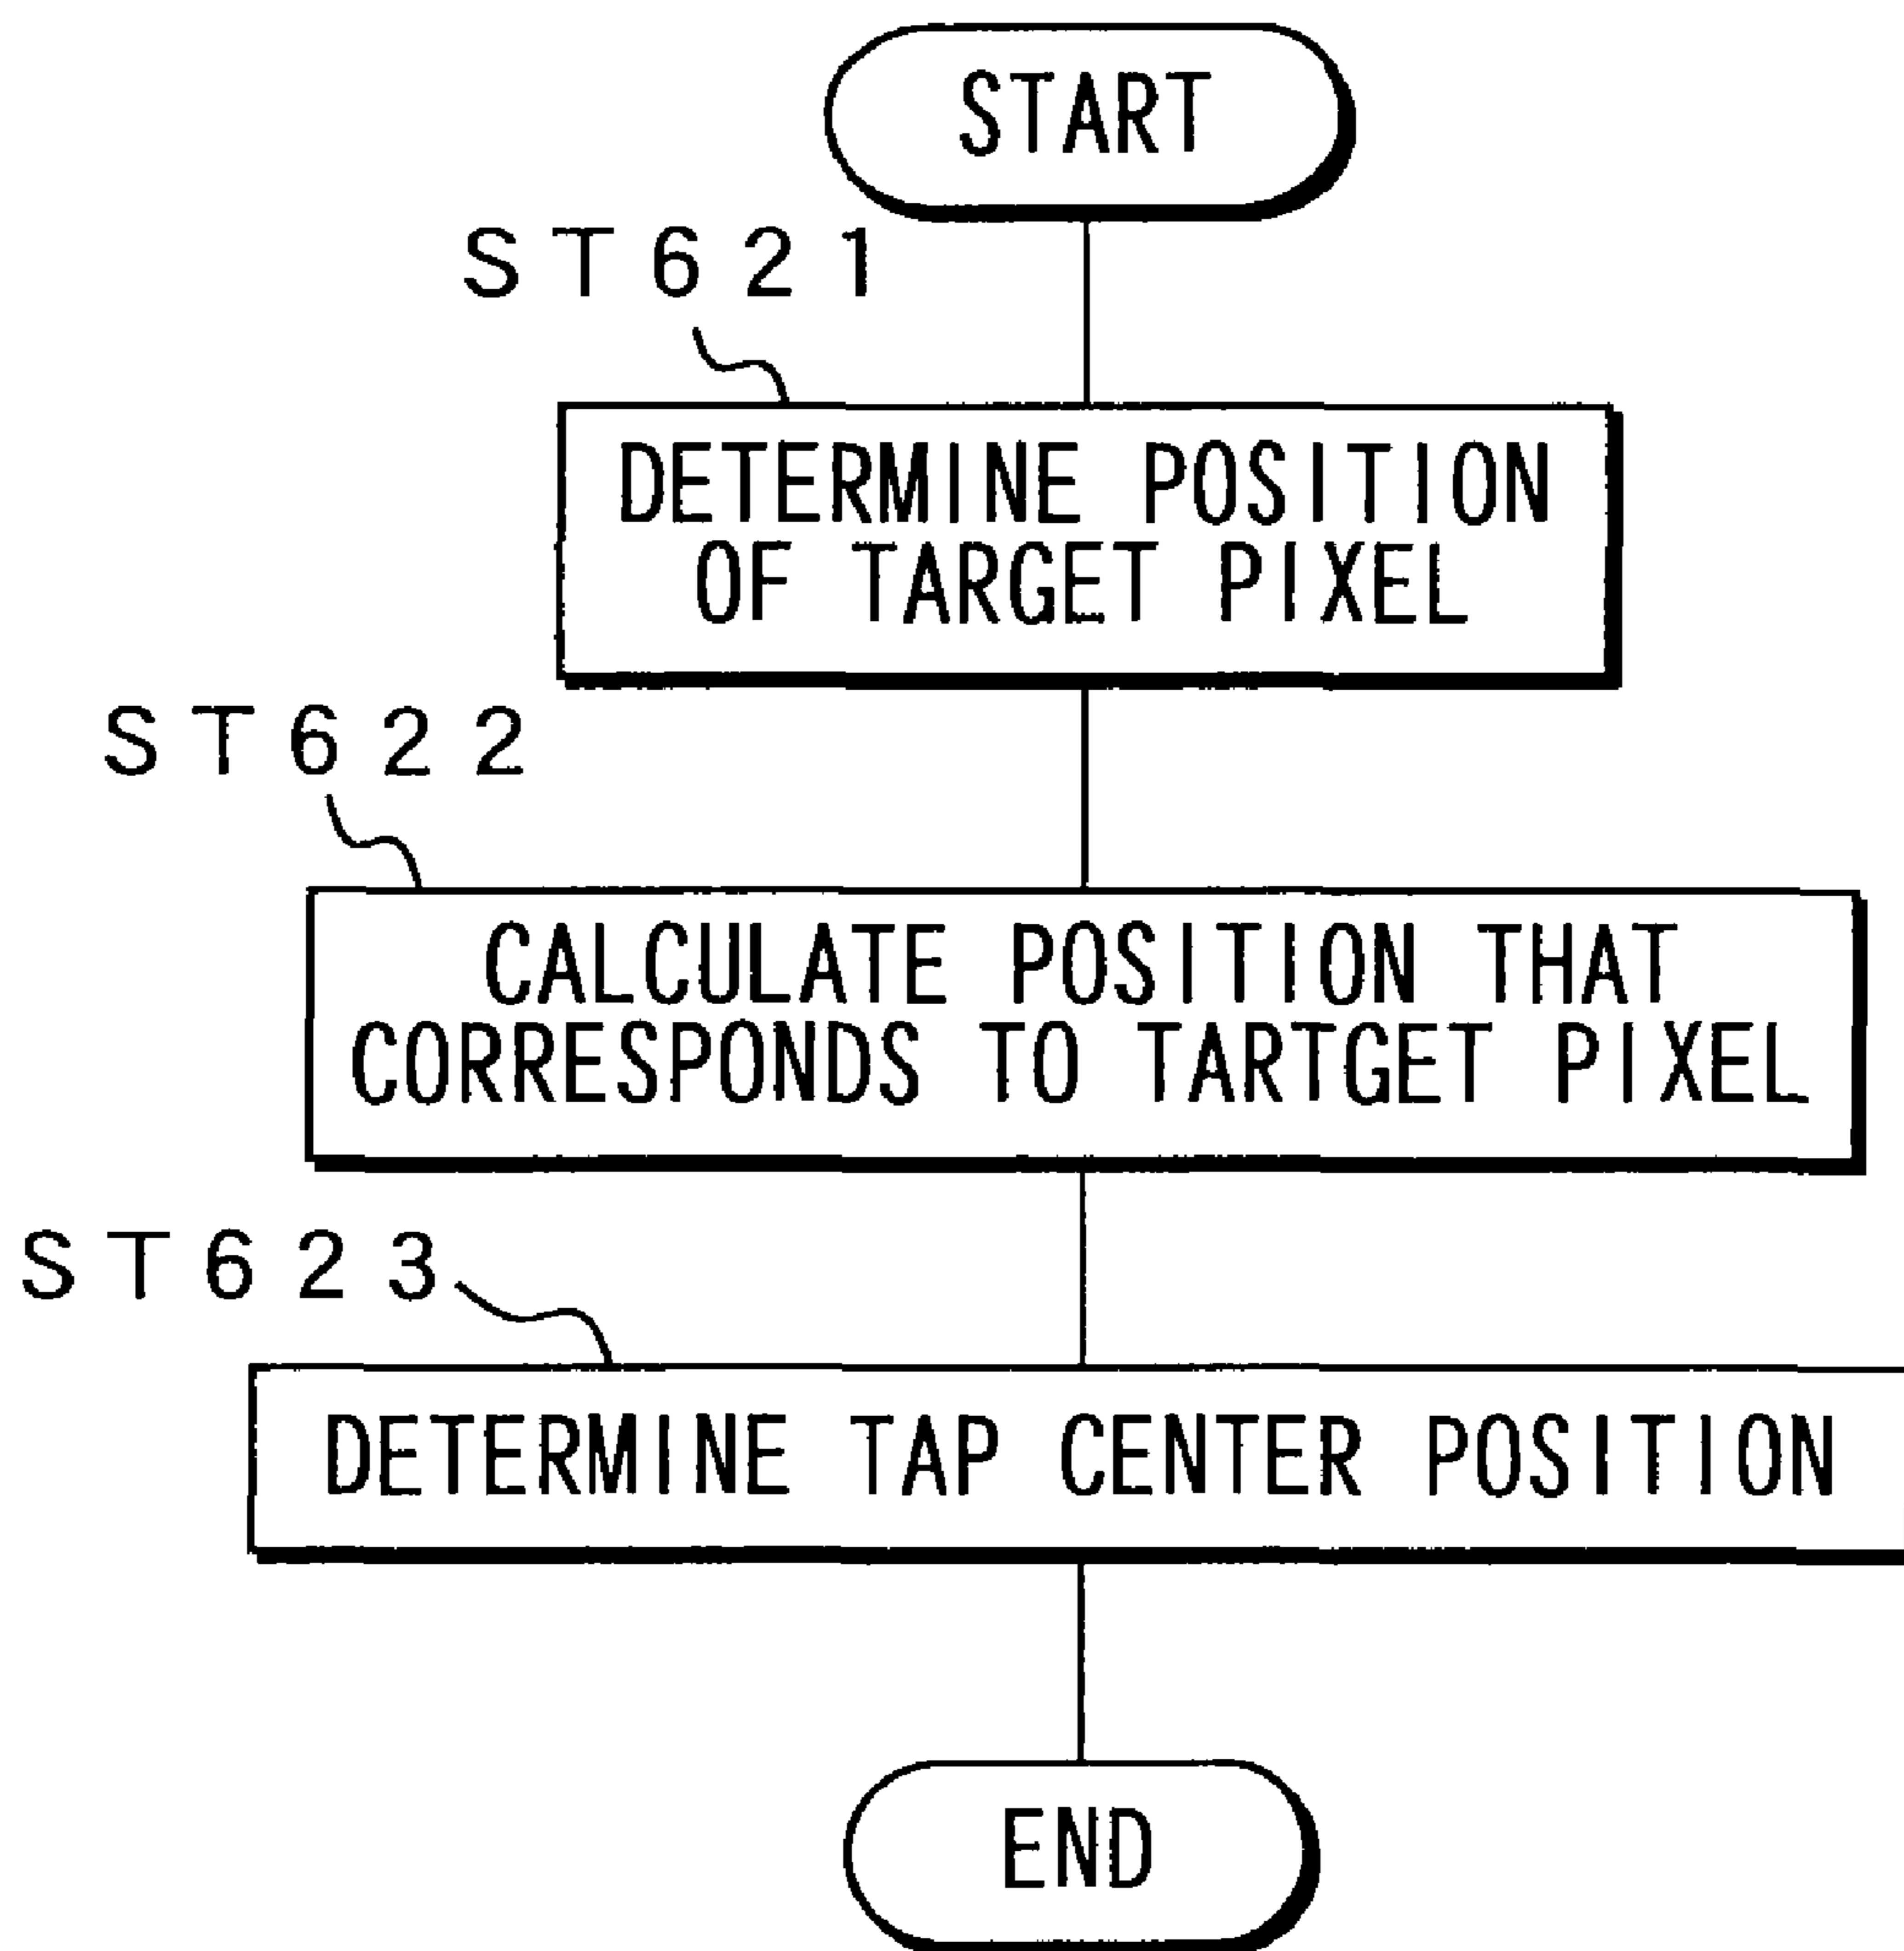 START
ST621
DETERMINE POSITION
OF TARGET PIXEL
ST622
CALCULATE POSITION THAT
CORRESPONDS TO TARTGET PIXEL
ST623
DETERMINE TAP CENTER POSITION
END